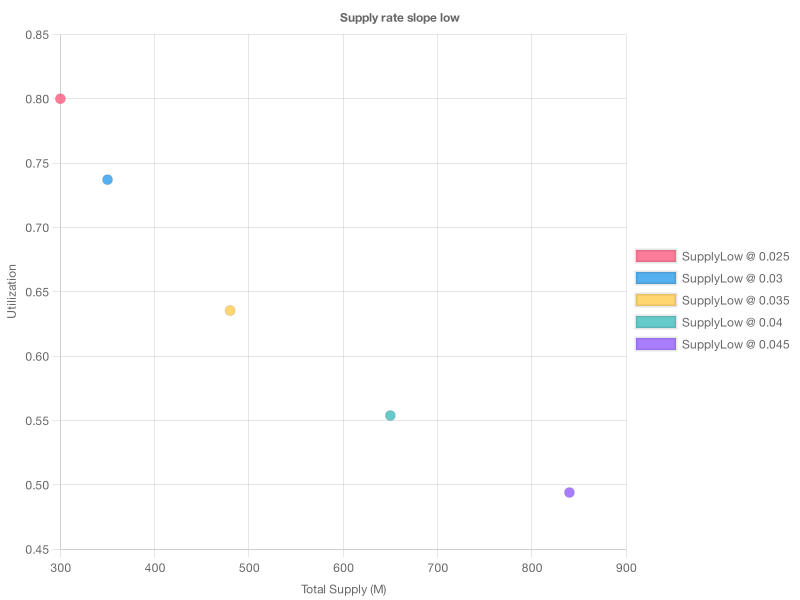 Supply rate slope low
0.85
0.80
0.75
0.70
0.65
0.60
0.55
0.50
0.45
Utilization
300 400 500 600 700 800 900
Total Supply (M)
SupplyLow @ 0.025
SupplyLow @ 0.03
SupplyLow @ 0.035
SupplyLow @ 0.04
SupplyLow @ 0.045